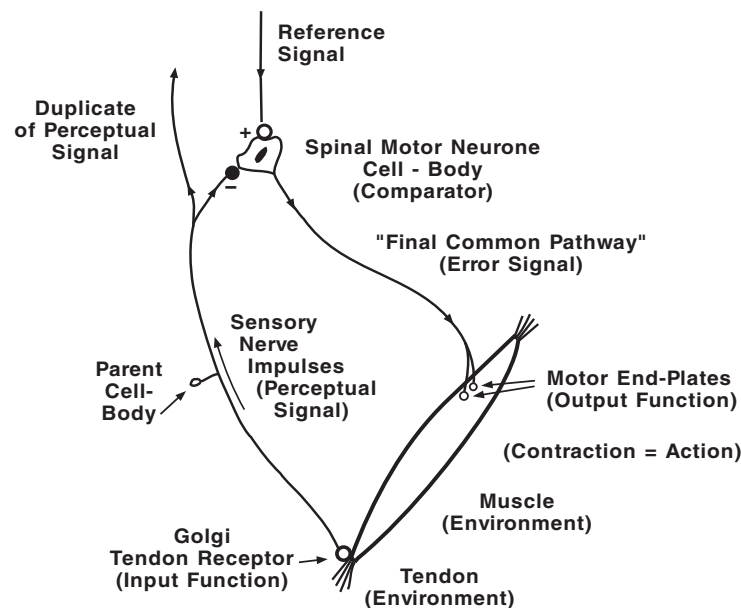 Reference
Signal
Duplicate
of Perceptual
Signal
+
−
Spinal Motor Neurone
Cell - Body
(Comparator)
"Final Common Pathway"
(Error Signal)
Sensory
Nerve
Impulses
(Perceptual
Signal)
Parent
Cell-
Body
Motor End-Plates
(Output Function)
(Contraction = Action)
Muscle
(Environment)
Golgi
Tendon Receptor
(Input Function)
Tendon
(Environment)